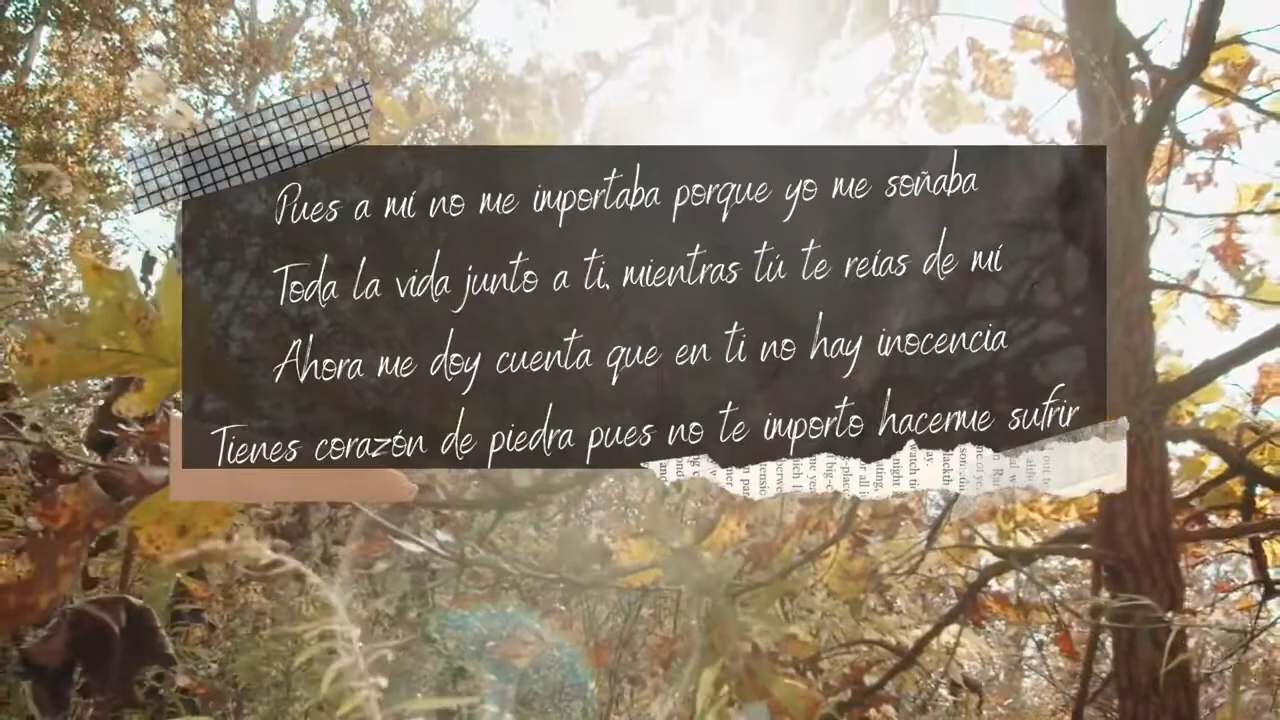 Pues a mí no me importaba porque yo me soñaba
Toda la vida junto a ti, mientras tú te reías de mí
Ahora me doy cuenta que en ti no hay inocencia
Tienes corazón de piedra pues no te importo hacerme sufrir